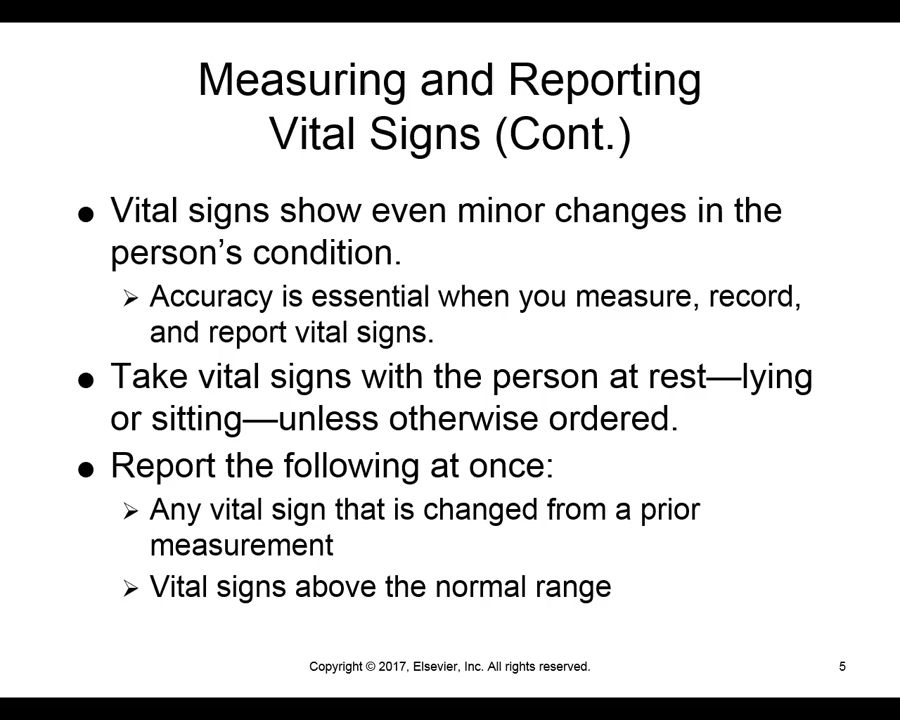 Measuring and Reporting
Vital Signs (Cont.)
● Vital signs show even minor changes in the
person’s condition.
➢ Accuracy is essential when you measure, record,
and report vital signs.
● Take vital signs with the person at rest—lying
or sitting—unless otherwise ordered.
● Report the following at once:
➢ Any vital sign that is changed from a prior
measurement
➢ Vital signs above the normal range
Copyright © 2017, Elsevier, Inc. All rights reserved.
5